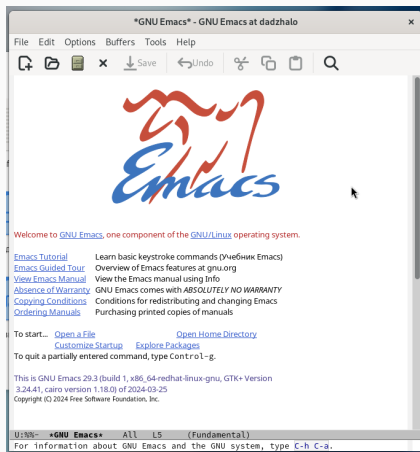 *GNU Emacs* - GNU Emacs at dadzhalo
File Edit Options Buffers Tools Help
Save Undo
Emacs
Welcome to GNU Emacs, one component of the GNU/Linux operating system.
Emacs Tutorial Learn basic keystroke commands (Учебник Emacs)
Emacs Guided Tour Overview of Emacs features at gnu.org
View Emacs Manual View the Emacs manual using Info
Absence of Warranty GNU Emacs comes with ABSOLUTELY NO WARRANTY
Copying Conditions Conditions for redistributing and changing Emacs
Ordering Manuals Purchasing printed copies of manuals
To start... Open a File Open Home Directory
Customize Startup Explore Packages
To quit a partially entered command, type Control-g.
This is GNU Emacs 29.3 (build 1, x86_64-redhat-linux-gnu, GTK+ Version
3.24.41, cairo version 1.18.0) of 2024-03-25
Copyright (C) 2024 Free Software Foundation, Inc.
U:%%- *GNU Emacs* All L5 (Fundamental)
For information about GNU Emacs and the GNU system, type C-h C-a.